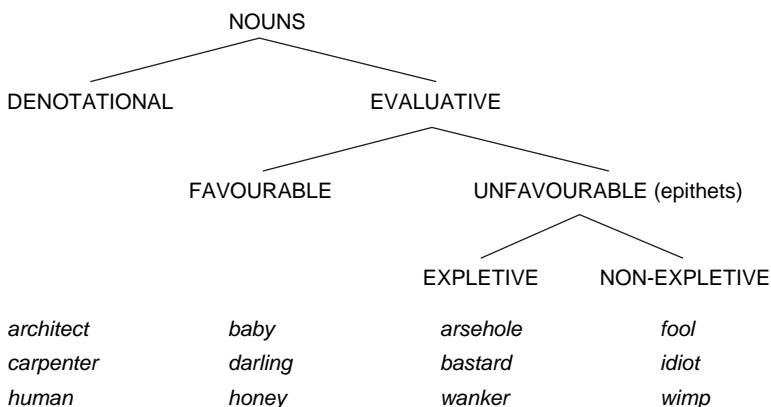 NOUNS
DENOTATIONAL EVALUATIVE
FAVOURABLE UNFAVOURABLE (epithets)
EXPLETIVE NON-EXPLETIVE
architect baby arsehole fool
carpenter darling bastard idiot
human honey wanker wimp